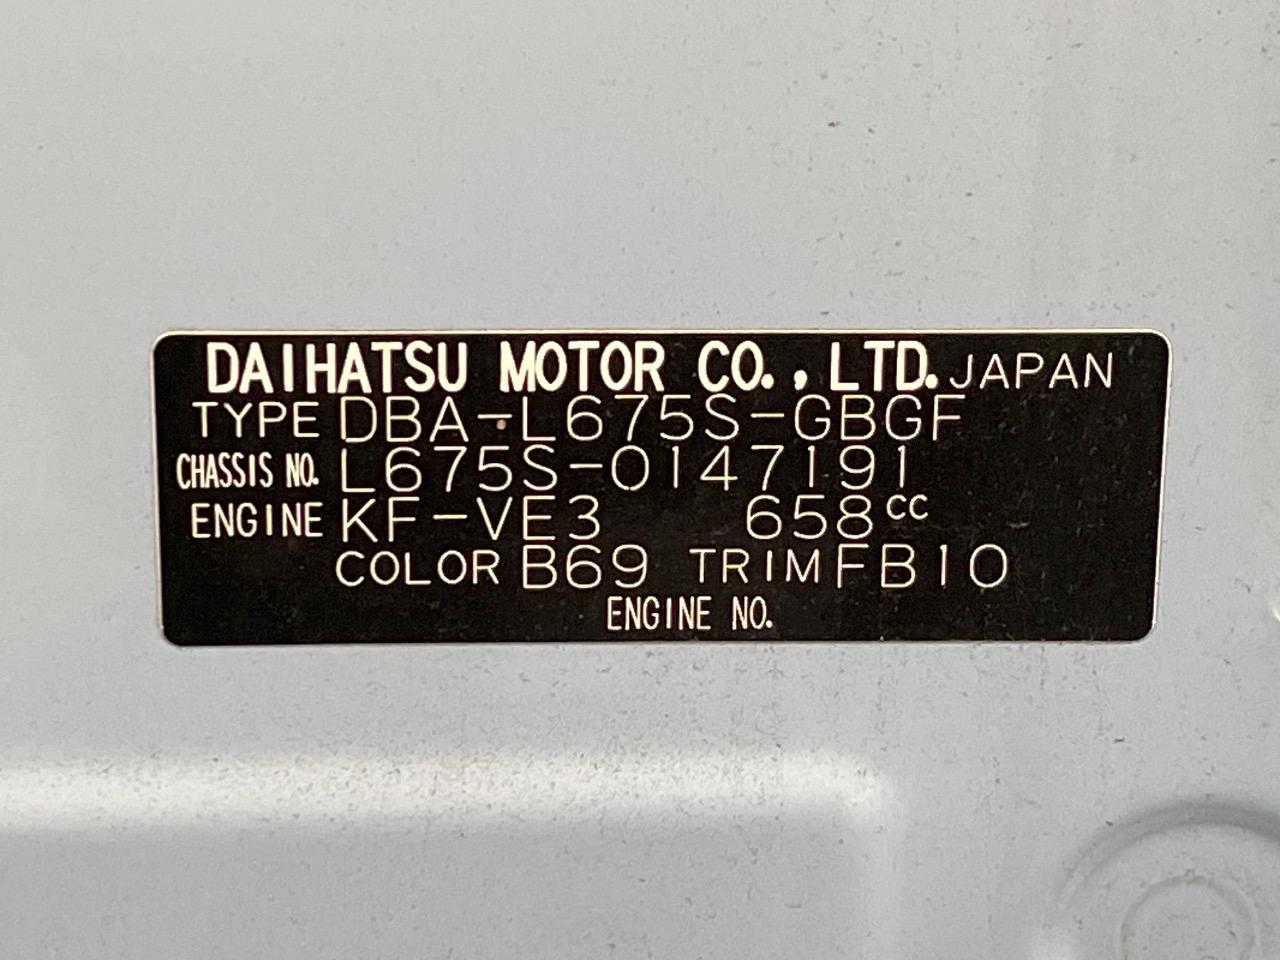 DAIHATSU MOTOR CO., LTD. JAPAN
TYPE DBA-L675S-GBGF
CHASSIS NO. L675S-0147191
ENGINE KF-VE3 658cc
COLOR B69 TRIM FB10
ENGINE NO.